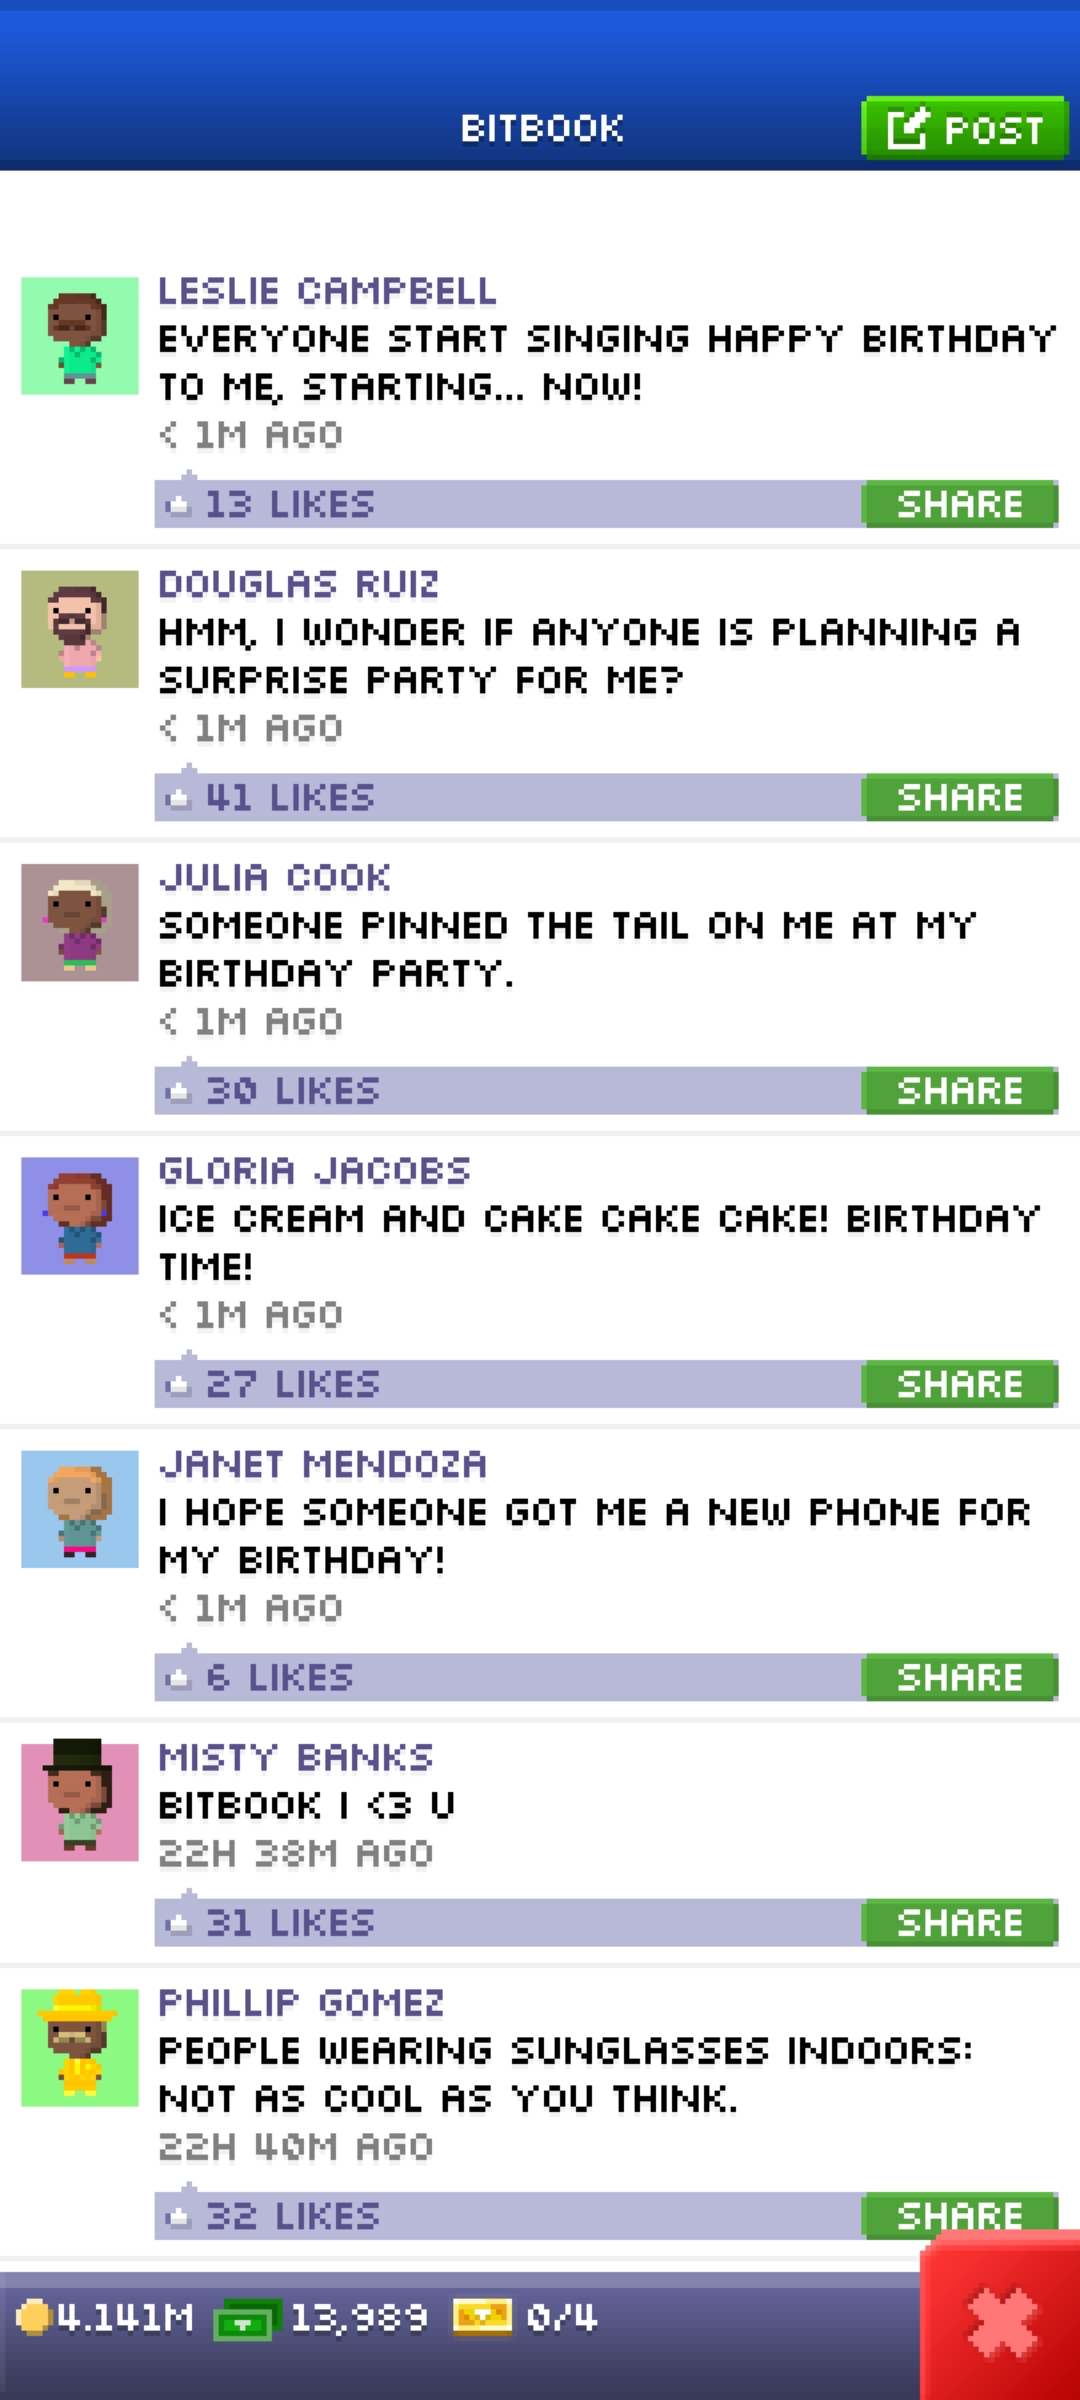 BITBOOK
POST
LESLIE CAMPBELL
EVERYONE START SINGING HAPPY BIRTHDAY
TO ME, STARTING... NOW!
< 1M AGO
13 LIKES
SHARE
DOUGLAS RUIZ
HMM, I WONDER IF ANYONE IS PLANNING A
SURPRISE PARTY FOR ME?
< 1M AGO
41 LIKES
SHARE
JULIA COOK
SOMEONE PINNED THE TAIL ON ME AT MY
BIRTHDAY PARTY.
< 1M AGO
30 LIKES
SHARE
GLORIA JACOBS
ICE CREAM AND CAKE CAKE CAKE! BIRTHDAY
TIME!
< 1M AGO
27 LIKES
SHARE
JANET MENDOZA
I HOPE SOMEONE GOT ME A NEW PHONE FOR
MY BIRTHDAY!
< 1M AGO
6 LIKES
SHARE
MISTY BANKS
BITBOOK I <3 U
22H 38M AGO
31 LIKES
SHARE
PHILLIP GOMEZ
PEOPLE WEARING SUNGLASSES INDOORS:
NOT AS COOL AS YOU THINK.
22H 40M AGO
32 LIKES
SHARE
4.141M 13,989 0/4